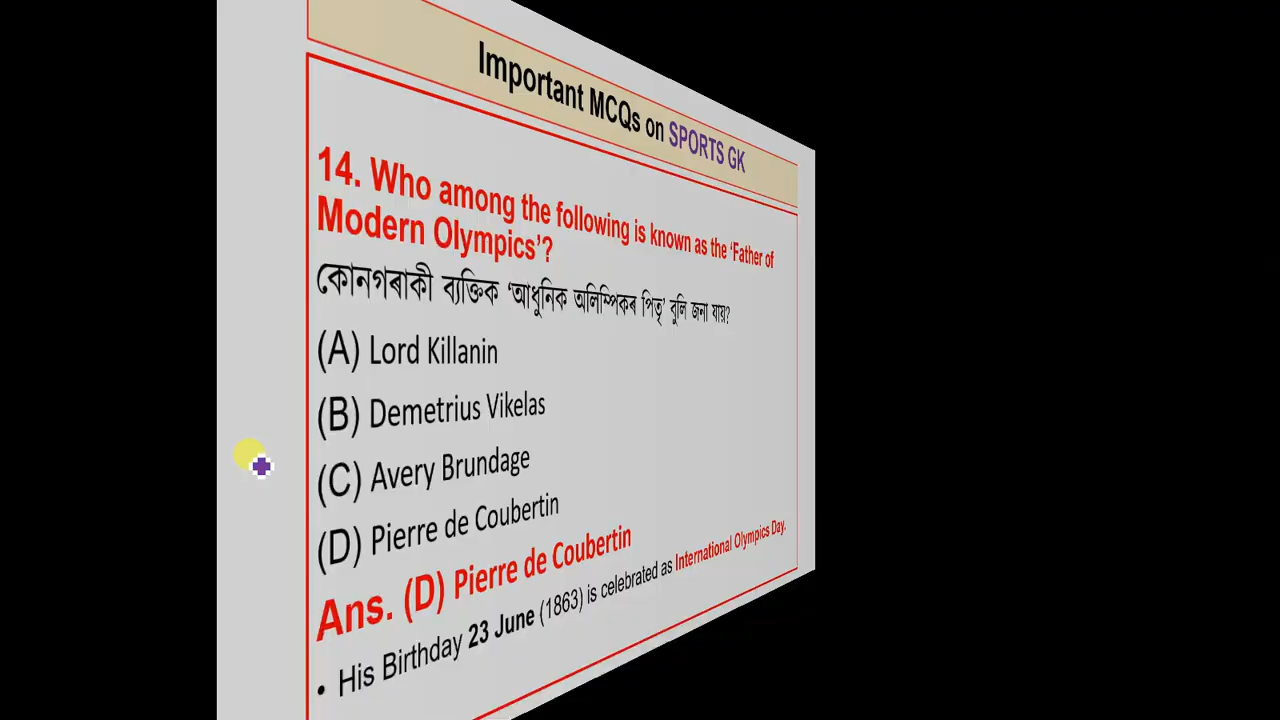 Important MCQs on SPORTS GK
14. Who among the following is known as the ‘Father of
Modern Olympics’?
কোনগৰাকী ব্যক্তিক ‘আধুনিক অলিম্পিকৰ পিতৃ’ বুলি জনা যায়?
(A) Lord Killanin
(B) Demetrius Vikelas
(C) Avery Brundage
(D) Pierre de Coubertin
Ans. (D) Pierre de Coubertin
• His Birthday 23 June (1863) is celebrated as International Olympics Day.